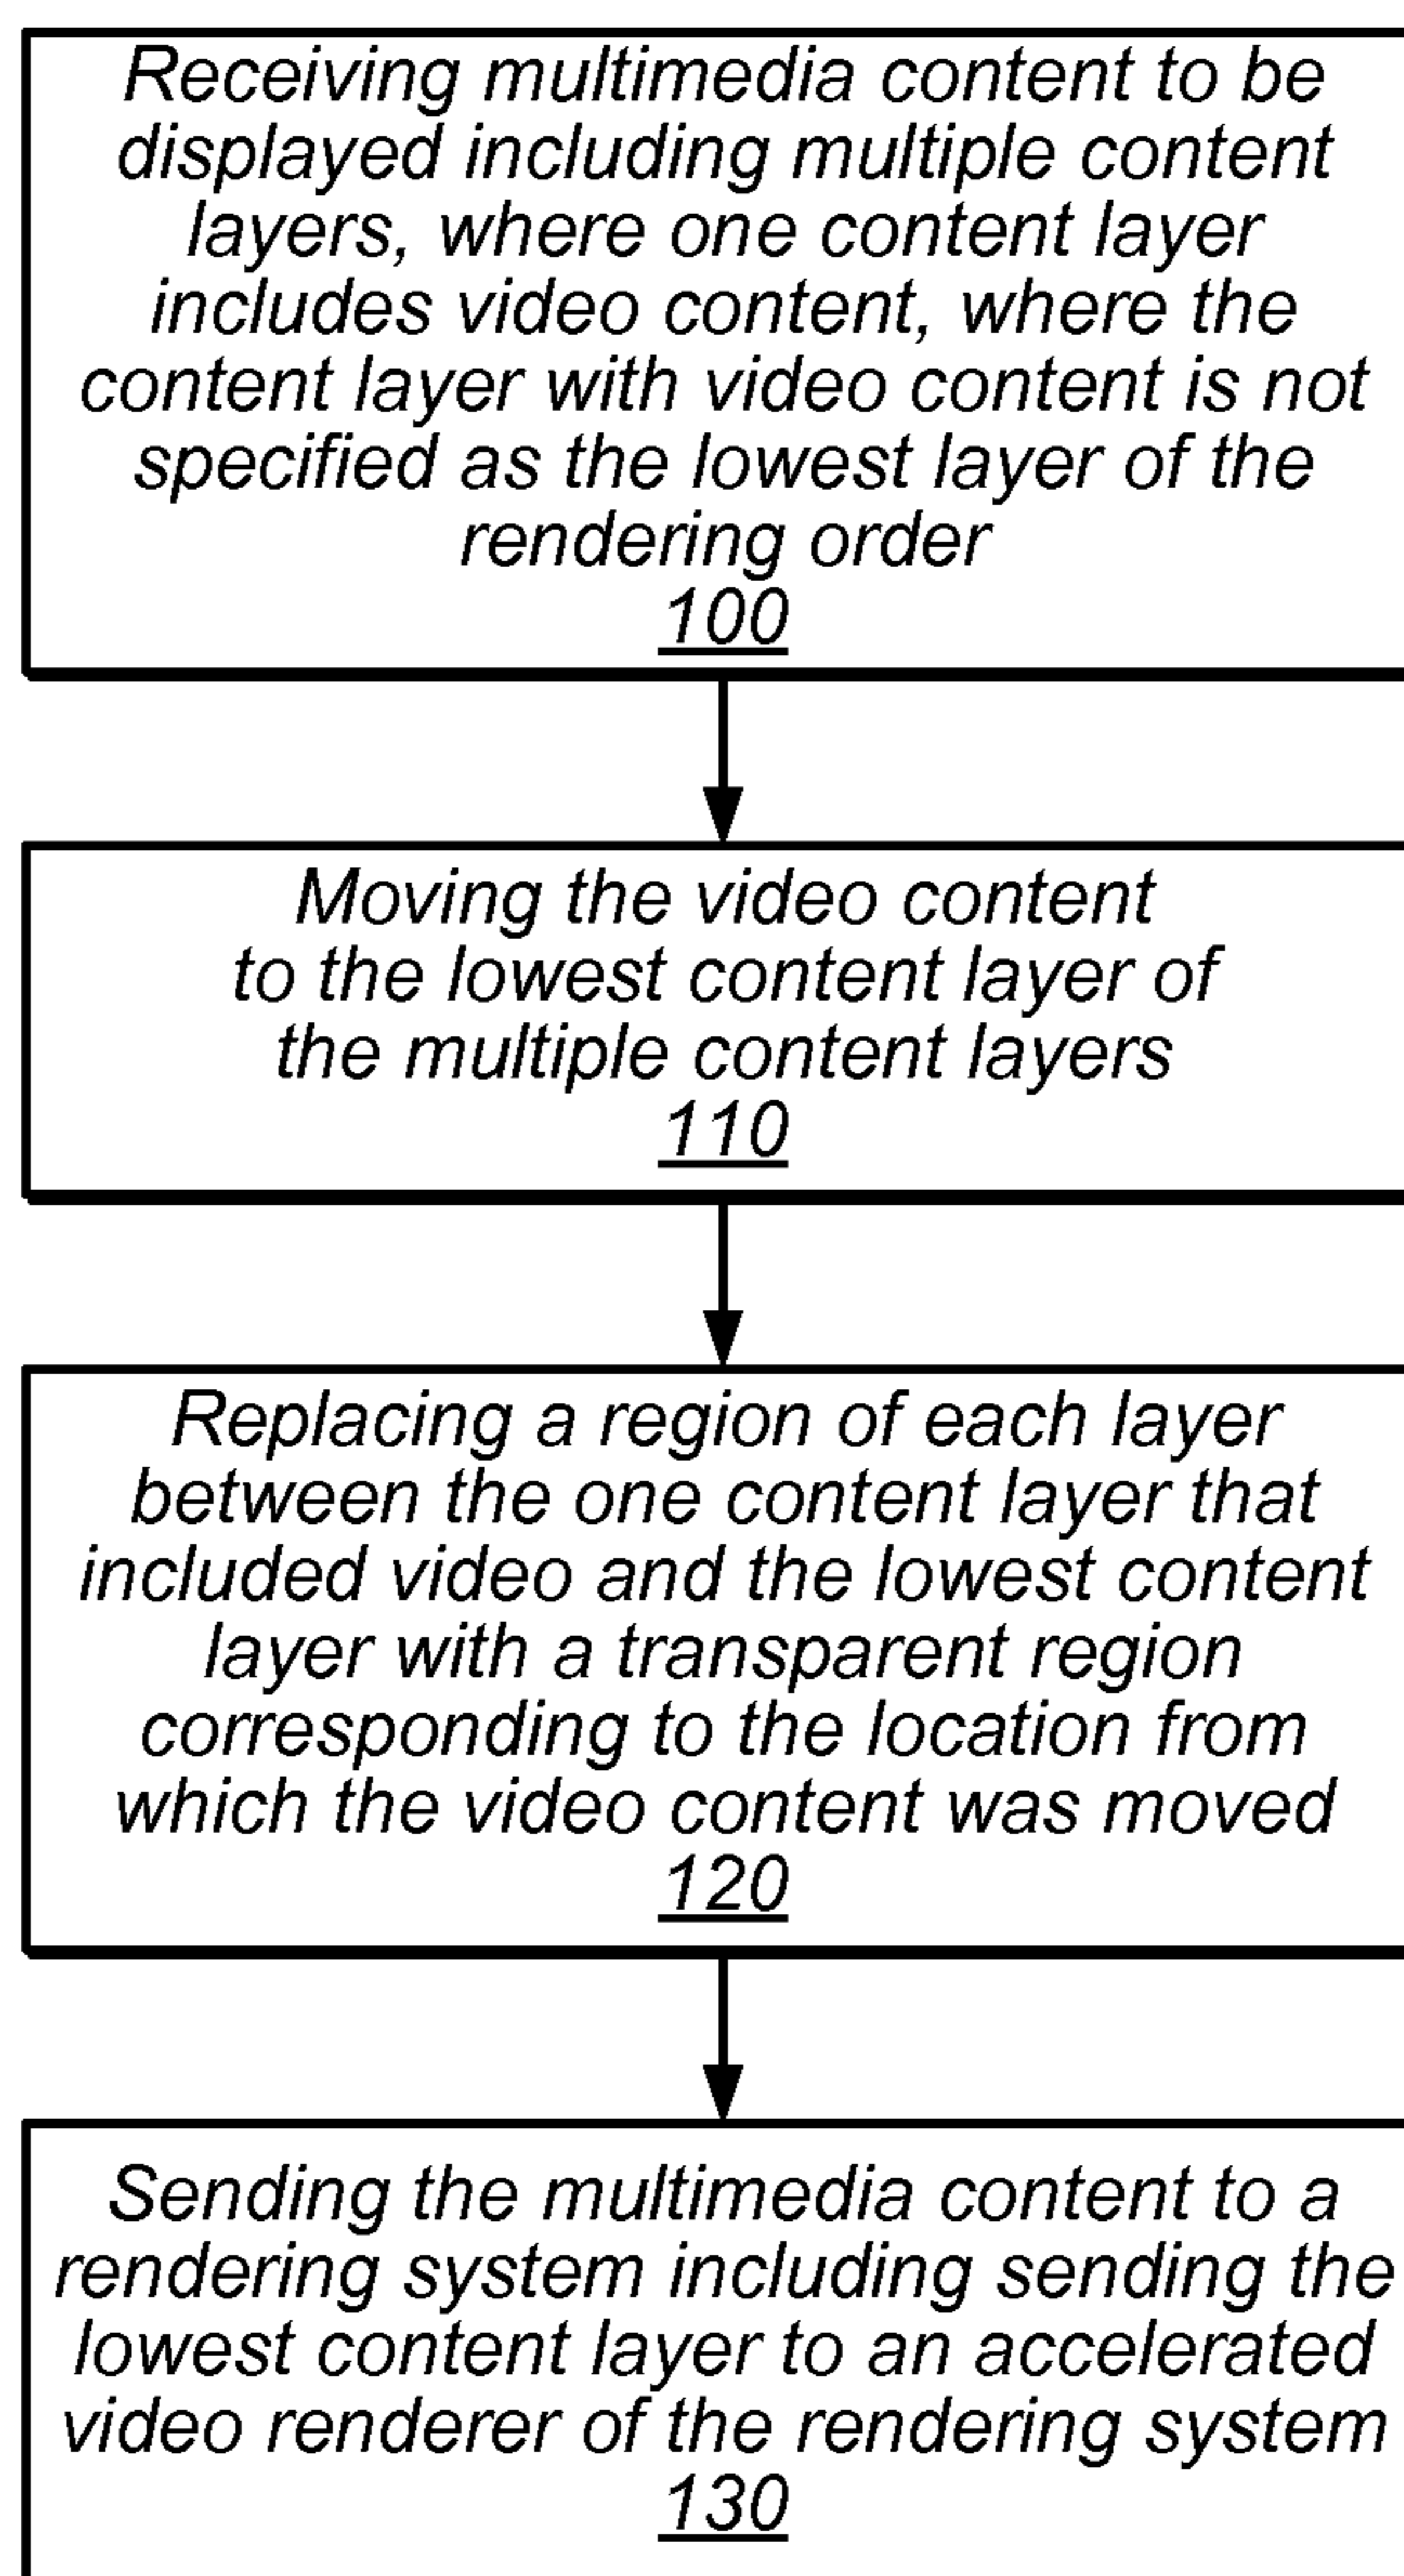 Receiving multimedia content to be
displayed including multiple content
layers, where one content layer
includes video content, where the
content layer with video content is not
specified as the lowest layer of the
rendering order
100
Moving the video content
to the lowest content layer of
the multiple content layers
110
Replacing a region of each layer
between the one content layer that
included video and the lowest content
layer with a transparent region
corresponding to the location from
which the video content was moved
120
Sending the multimedia content to a
rendering system including sending the
lowest content layer to an accelerated
video renderer of the rendering system
130